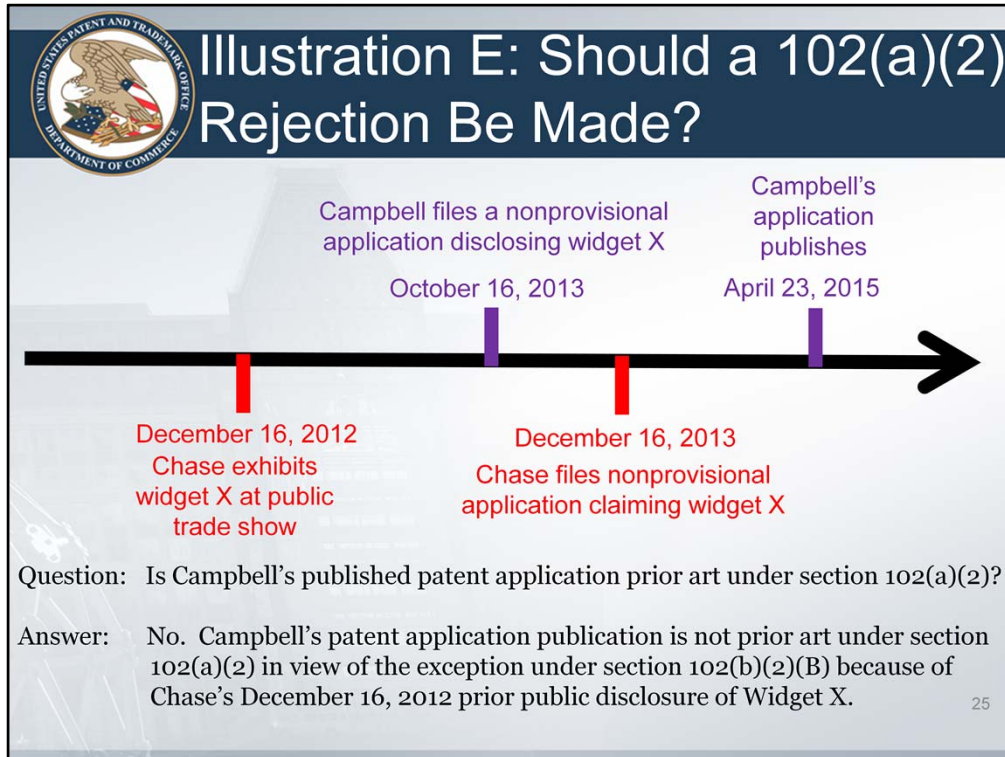 UNITED STATES PATENT AND TRADEMARK OFFICE
DEPARTMENT OF COMMERCE
Illustration E: Should a 102(a)(2)
Rejection Be Made?
Campbell files a nonprovisional
application disclosing widget X
October 16, 2013
Campbell's
application
publishes
April 23, 2015
December 16, 2012
Chase exhibits
widget X at public
trade show
December 16, 2013
Chase files nonprovisional
application claiming widget X
Question: Is Campbell's published patent application prior art under section 102(a)(2)?
Answer: No. Campbell's patent application publication is not prior art under section
102(a)(2) in view of the exception under section 102(b)(2)(B) because of
Chase's December 16, 2012 prior public disclosure of Widget X.
25